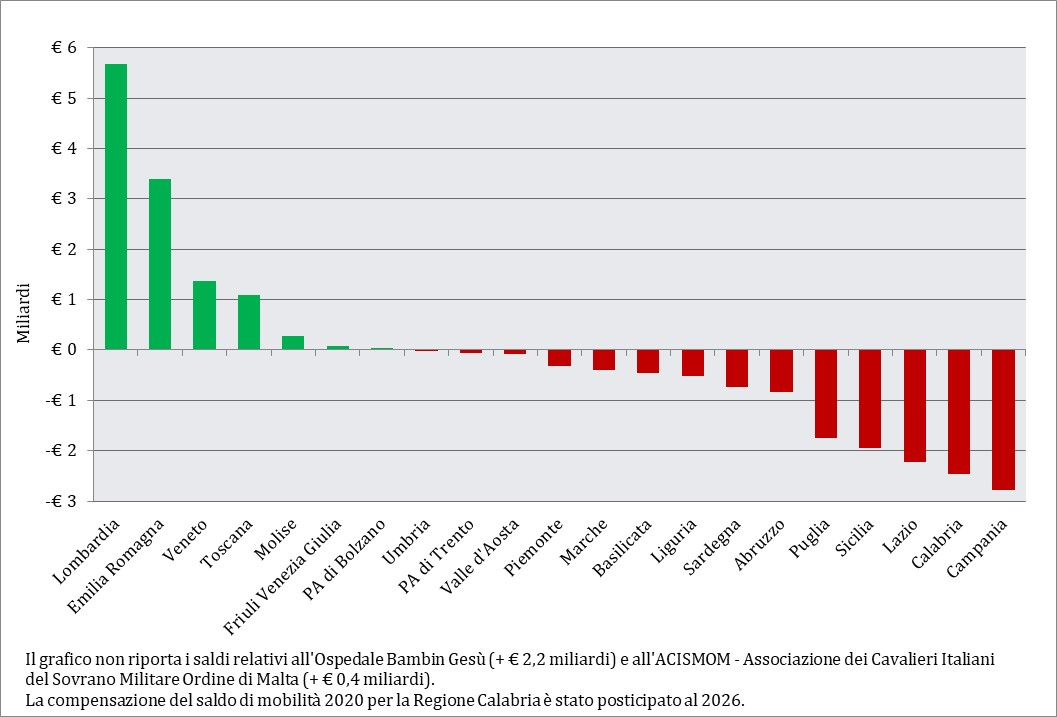 € 6
€ 5
€ 4
€ 3
€ 2
€ 1
€ 0
-€ 1
-€ 2
-€ 3
Miliardi
Lombardia
Emilia Romagna
Veneto
Toscana
Molise
Friuli Venezia Giulia
PA di Bolzano
Umbria
PA di Trento
Valle d'Aosta
Piemonte
Marche
Basilicata
Liguria
Sardegna
Abruzzo
Puglia
Sicilia
Lazio
Calabria
Campania
Il grafico non riporta i saldi relativi all'Ospedale Bambin Gesù (+ € 2,2 miliardi) e all'ACISMOM - Associazione dei Cavalieri Italiani
del Sovrano Militare Ordine di Malta (+ € 0,4 miliardi).
La compensazione del saldo di mobilità 2020 per la Regione Calabria è stato posticipato al 2026.